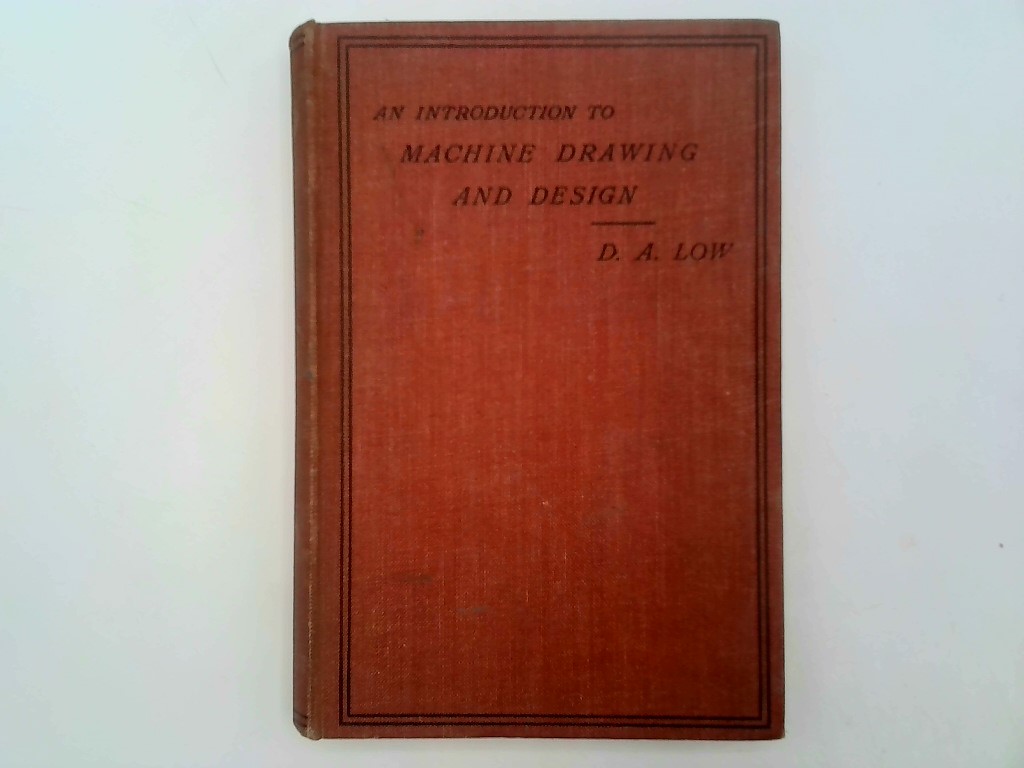 AN INTRODUCTION TO
MACHINE DRAWING
AND DESIGN
D. A. LOW